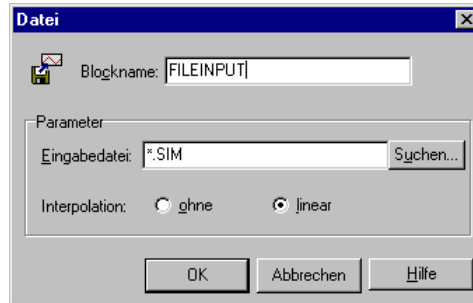 Datei
Blockname: FILEINPUT
Parameter
Eingabedatei: *.SIM Suchen...
Interpolation: ohne linear
OK Abbrechen Hilfe